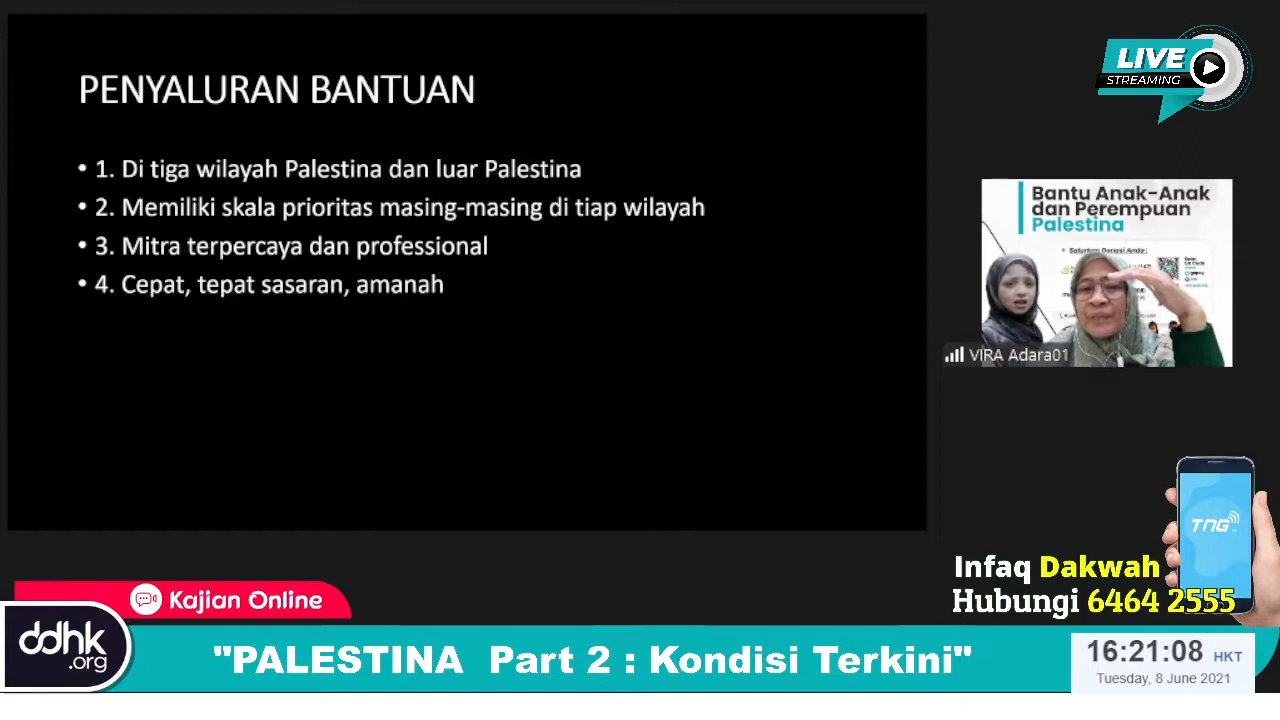 PENYALURAN BANTUAN
• 1. Di tiga wilayah Palestina dan luar Palestina
• 2. Memiliki skala prioritas masing-masing di tiap wilayah
• 3. Mitra terpercaya dan professional
• 4. Cepat, tepat sasaran, amanah
LIVE
STREAMING
Bantu Anak-Anak
dan Perempuan
Palestina
Salurkan Donasi Anda:
VIRA Adara01
TNG
Infaq Dakwah
Hubungi 6464 2555
Kajian Online
ddhk
.org
"PALESTINA Part 2 : Kondisi Terkini"
16:21:08 HKT
Tuesday, 8 June 2021